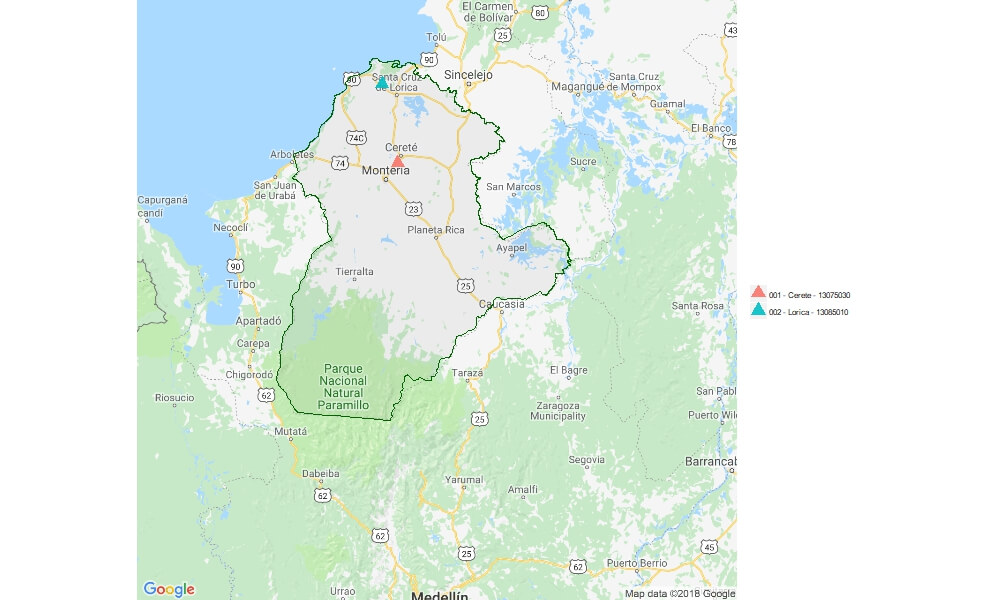 El Carmen
de Bolívar
80
43
25
Tolú
90
Sincelejo
90
Santa Cruz
de Lorica
Santa Cruz
de Mompox
Magangué
Guamal
El Banco
78
74C
Cereté
Arboletes
74
Montería
Sucre
San Juan
de Urabá
San Marcos
Capurganá
candí
23
Necoclí
Planeta Rica
Ayapel
90
Tierralta
Turbo
25
Caucasia
Santa Rosa
001 - Cerete - 13075030
002 - Lorica - 13085010
Apartadó
Carepa
Chigorodó
Parque
Nacional
Natural
Paramillo
Tarazá
El Bagre
62
Riosucio
San Pabl
Zaragoza
Municipality
Puerto Wil
25
Mutatá
Dabeiba
Segovia
Barrancab
Yarumal
62
Amalfi
62
45
25
62
Puerto Berrio
Google
Urrao
Medellín
Map data ©2018 Google